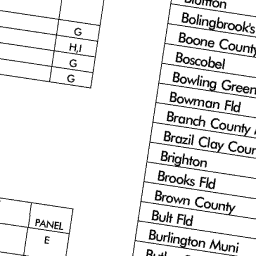 G
H,I
G
G
PANEL
E
Bluffton
Bolingbrook's
Boone County
Boscobel
Bowling Green
Bowman Fld
Branch County
Brazil Clay Coun
Brighton
Brooks Fld
Brown County
Bult Fld
Burlington Muni